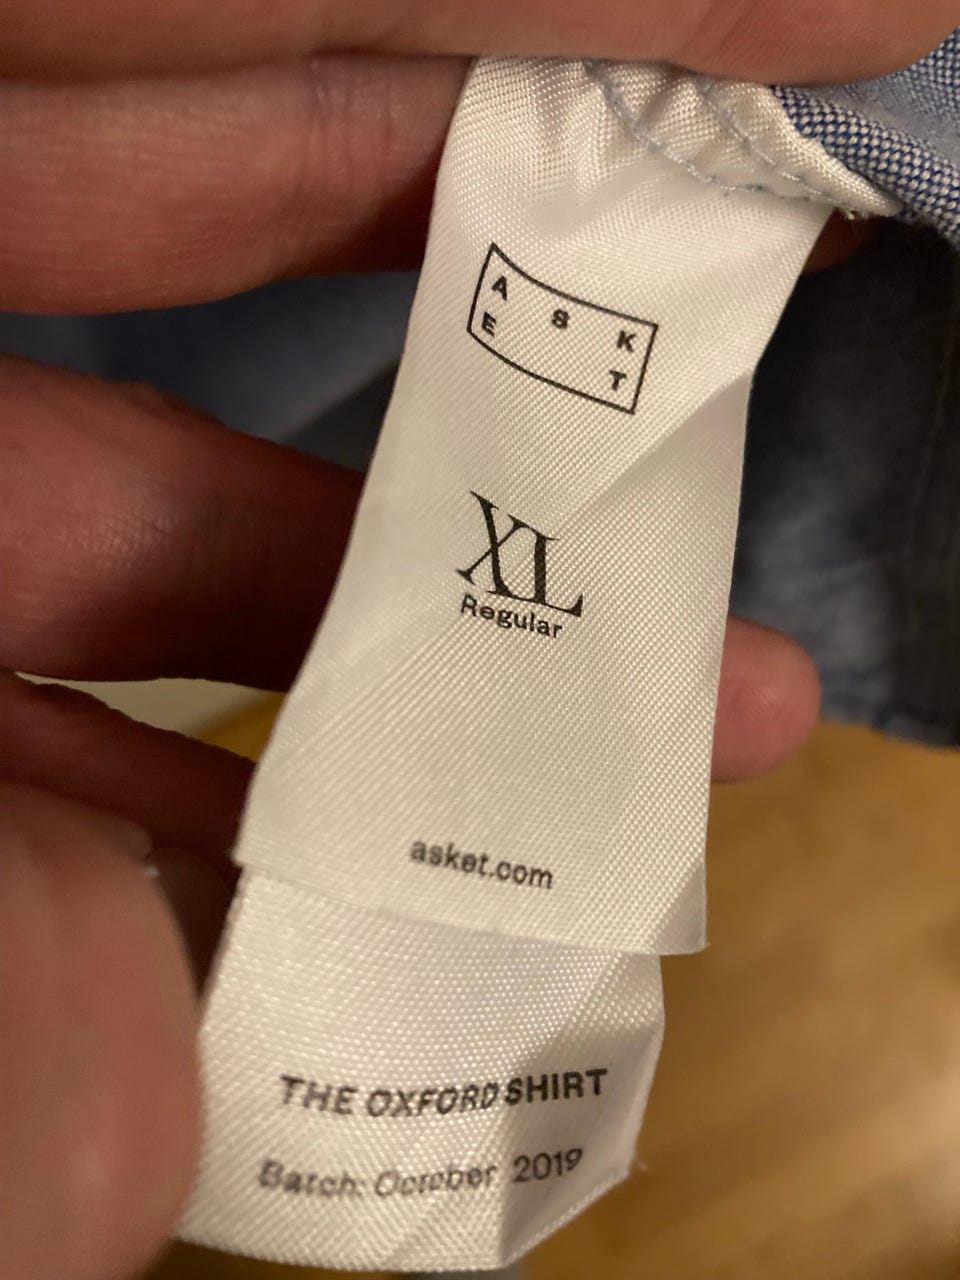 A S K
E T
XL
Regular
asket.com
THE OXFORD SHIRT
Batch: October 2019